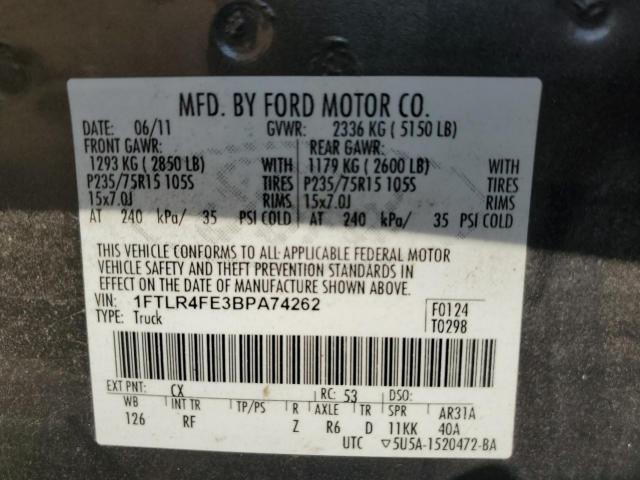 MFD. BY FORD MOTOR CO.
DATE: 06/11 GVWR: 2336 KG ( 5150 LB)
FRONT GAWR: REAR GAWR:
1293 KG ( 2850 LB) WITH 1179 KG ( 2600 LB) WITH
P235/75R15 105S TIRES P235/75R15 105S TIRES
15x7.0J RIMS 15x7.0J RIMS
AT 240 kPa/ 35 PSI COLD AT 240 kPa/ 35 PSI COLD
THIS VEHICLE CONFORMS TO ALL APPLICABLE FEDERAL MOTOR
VEHICLE SAFETY AND THEFT PREVENTION STANDARDS IN
EFFECT ON THE DATE OF MANUFACTURE SHOWN ABOVE.
VIN: 1FTLR4FE3BPA74262 F0124
TYPE: Truck T0298
EXT PNT: CX RC: 53 DSO:
WB INT TR TP/PS R AXLE TR SPR AR31A
126 RF Z R6 D 11KK 40A
UTC ▽5U5A-1520472-BA